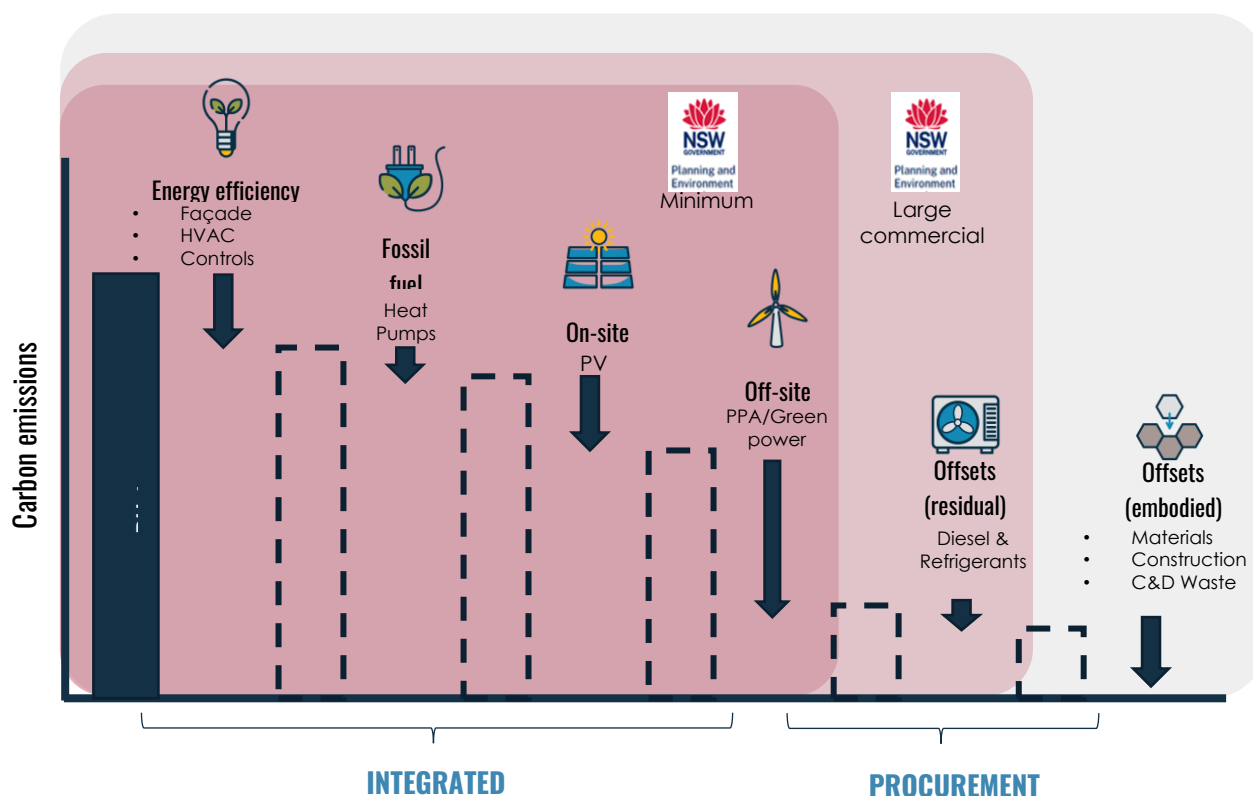 Energy efficiency
• Façade
• HVAC
• Controls
Fossil
fuel
Heat
Pumps
On-site
PV
NSW
GOVERNMENT
Planning and
Environment
Minimum
Off-site
PPA/Green
power
NSW
GOVERNMENT
Planning and
Environment
Large
commercial
Offsets
(residual)
Diesel &
Refrigerants
Offsets
(embodied)
• Materials
• Construction
• C&D Waste
Carbon emissions
INTEGRATED
PROCUREMENT